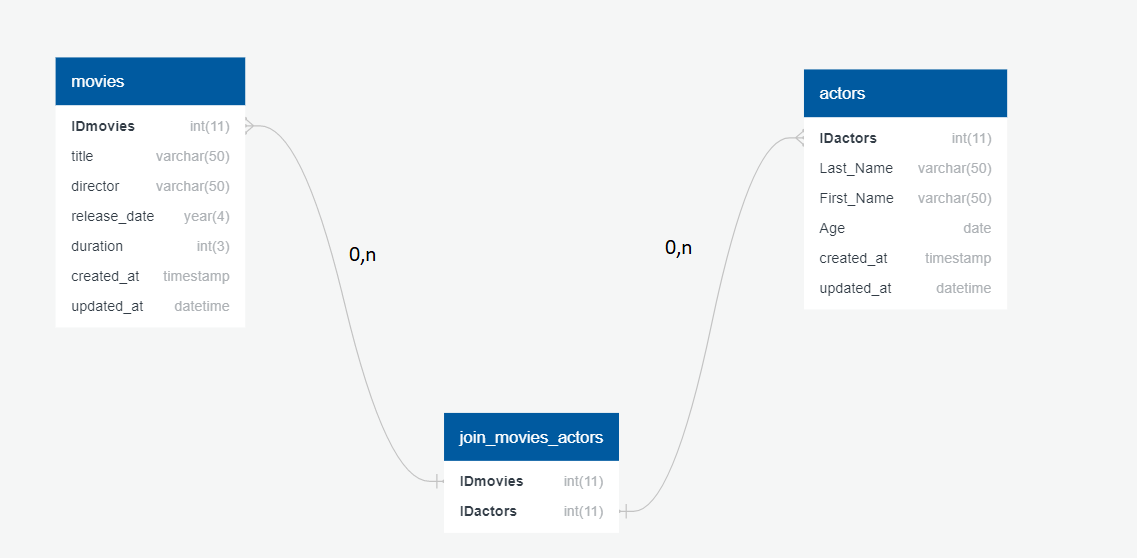 movies
IDmovies int(11)
title varchar(50)
director varchar(50)
release_date year(4)
duration int(3)
created_at timestamp
updated_at datetime
0,n
0,n
actors
IDactors int(11)
Last_Name varchar(50)
First_Name varchar(50)
Age date
created_at timestamp
updated_at datetime
join_movies_actors
IDmovies int(11)
IDactors int(11)